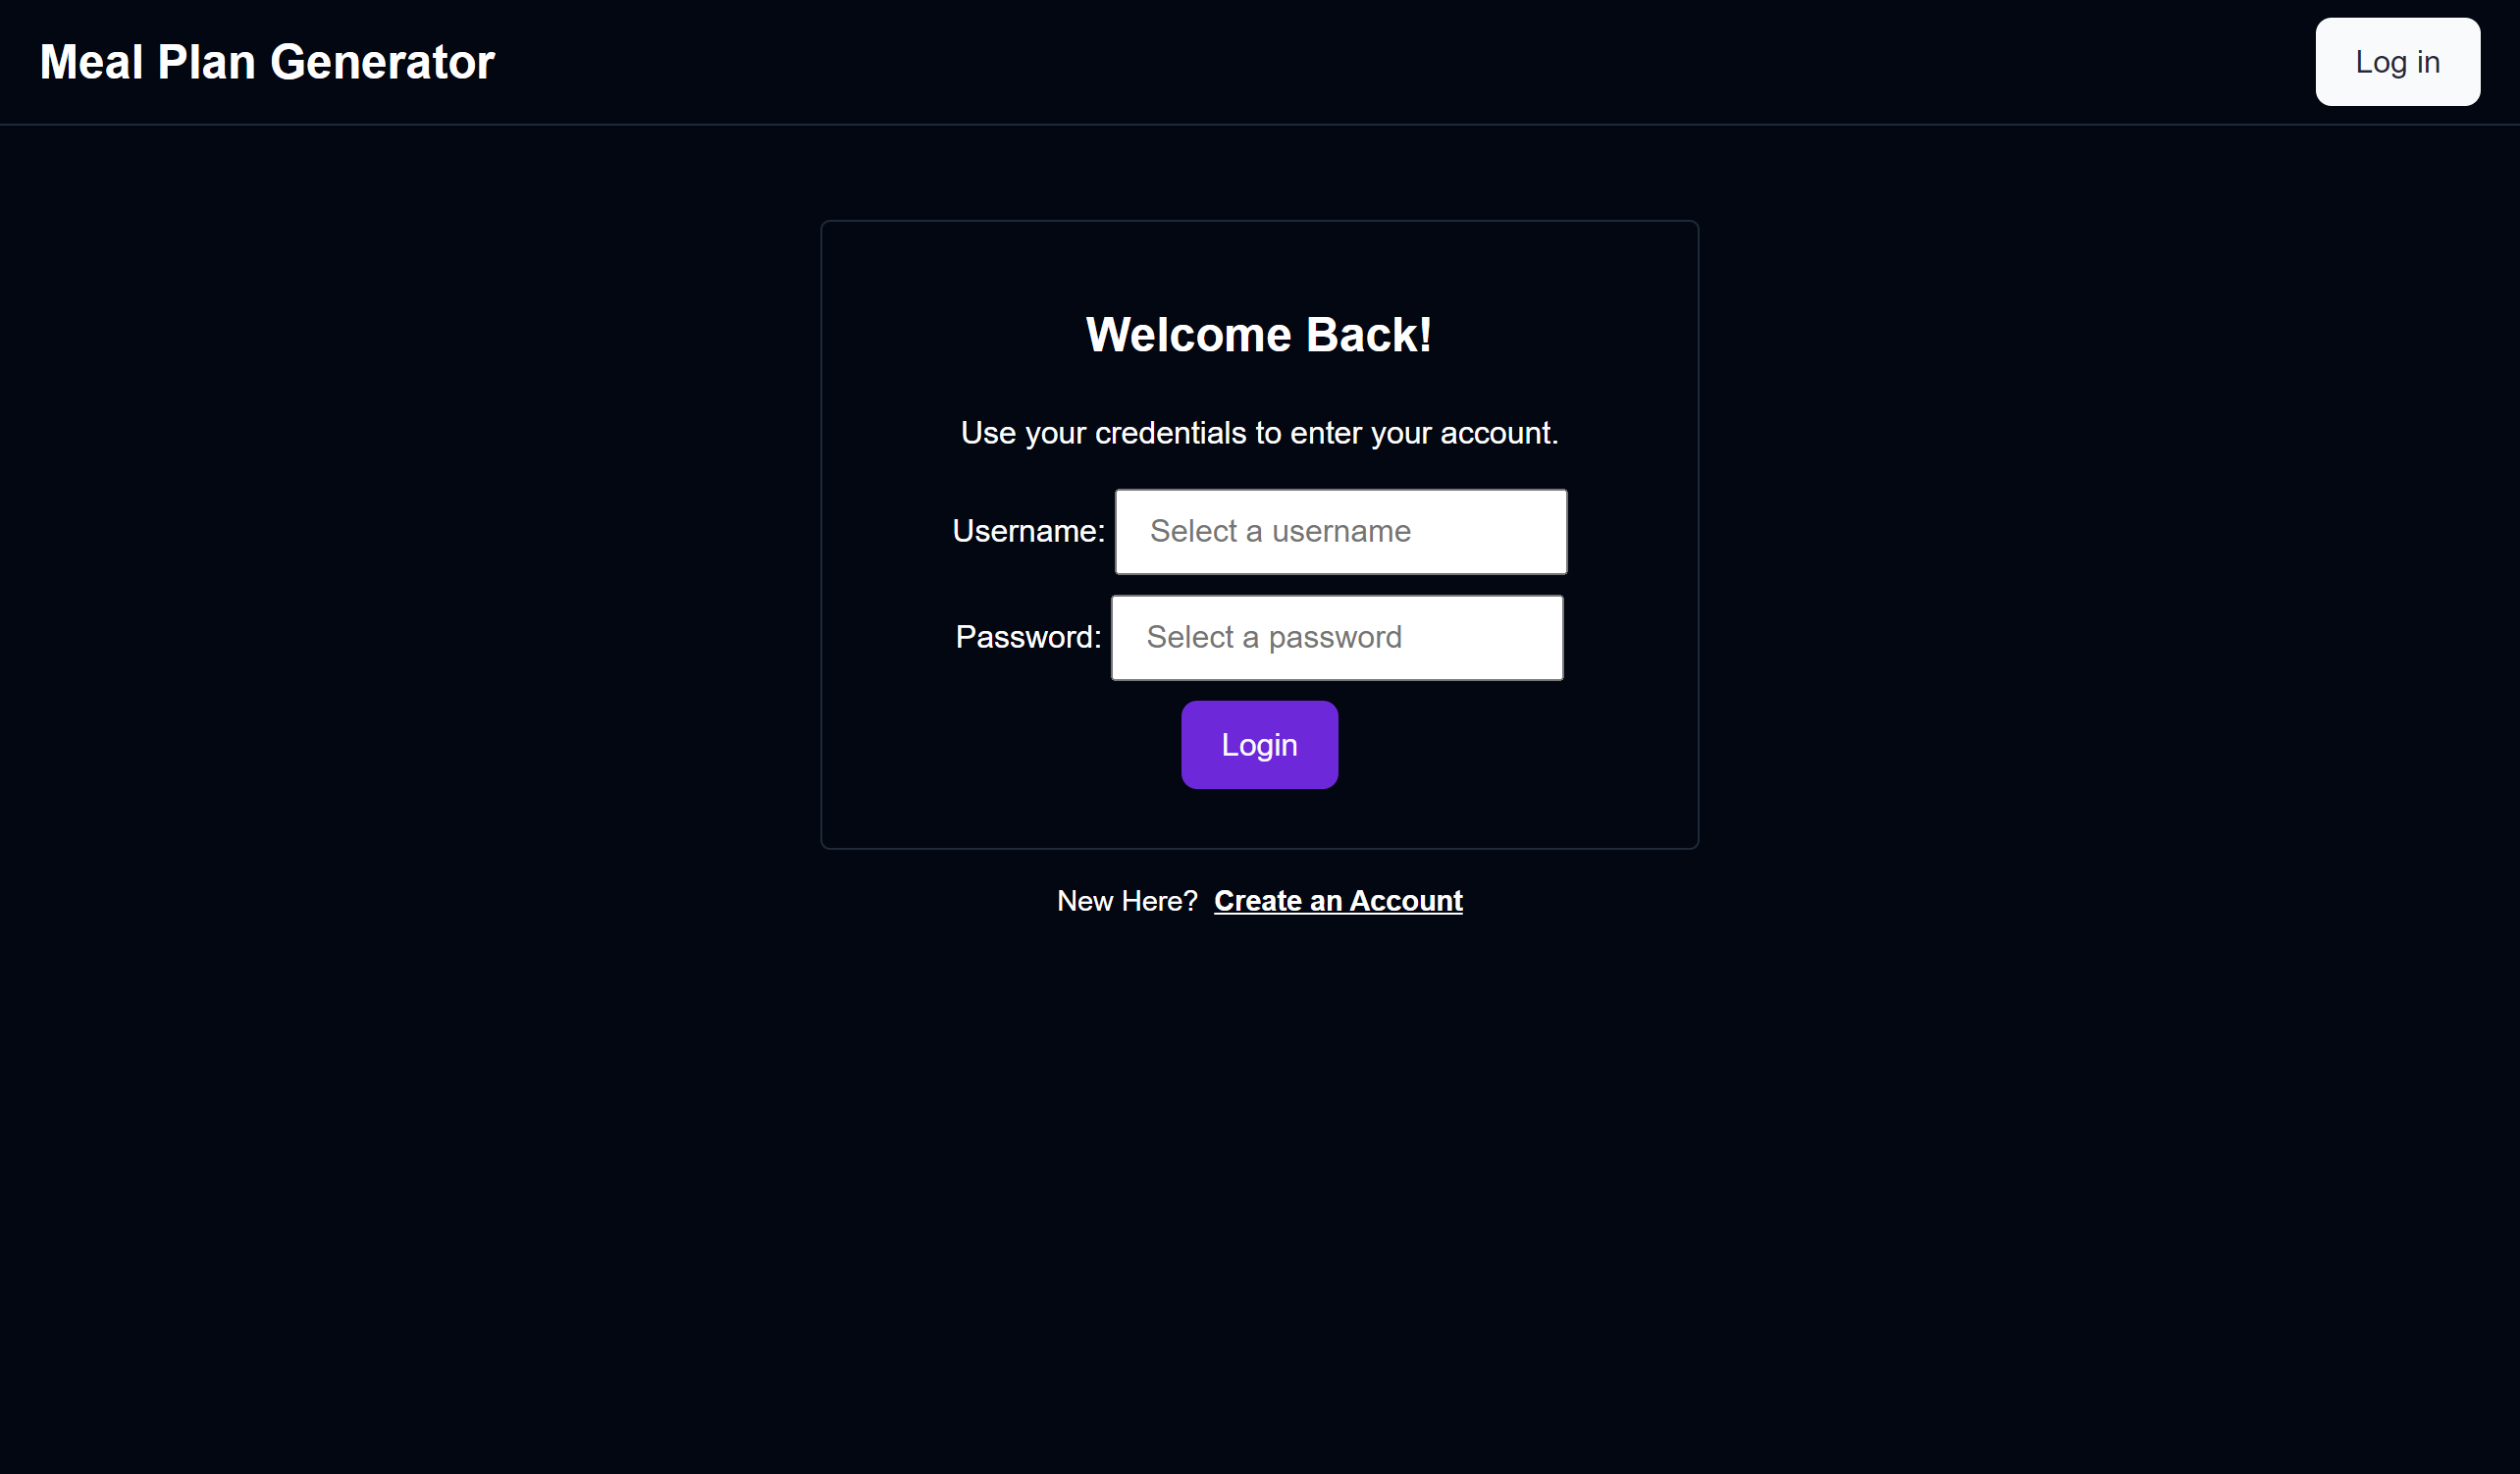 Meal Plan Generator
Log in
Welcome Back!
Use your credentials to enter your account.
Username: Select a username
Password: Select a password
Login
New Here? Create an Account